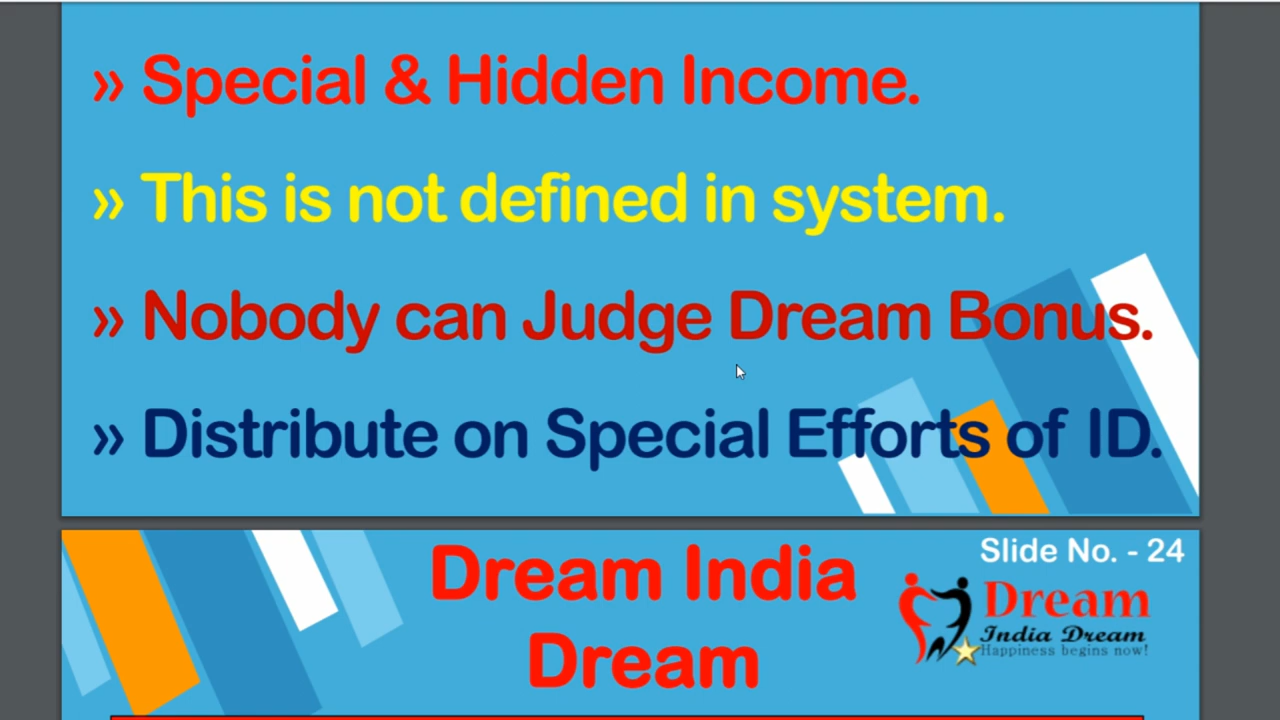 » Special & Hidden Income.
» This is not defined in system.
» Nobody can Judge Dream Bonus.
» Distribute on Special Efforts of ID.
Slide No. - 24
Dream India
Dream
Dream
India Dream
Happiness begins now!